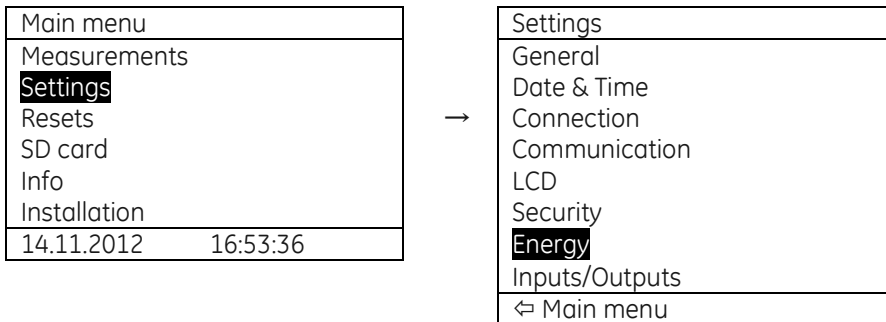 Main menu
Measurements
Settings
Resets
SD card
Info
Installation
14.11.2012 16:53:36
→
Settings
General
Date & Time
Connection
Communication
LCD
Security
Energy
Inputs/Outputs
⇦ Main menu